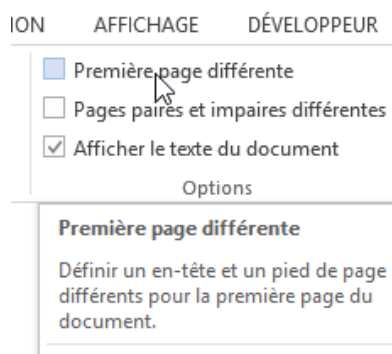 ION AFFICHAGE DÉVELOPPEUR
Première page différente
Pages paires et impaires différentes
Afficher le texte du document
Options
Première page différente
Définir un en-tête et un pied de page
différents pour la première page du
document.